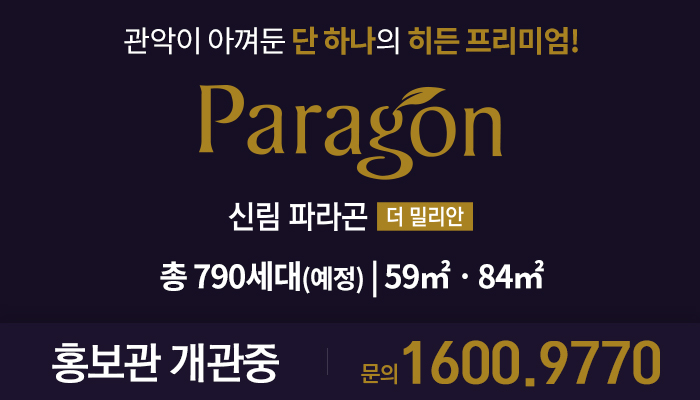 관악이 아껴둔 단 하나의 히든 프리미엄!
Paragon
신림 파라곤 더 밀리안
총 790세대(예정) | 59㎡ · 84㎡
홍보관 개관중 문의 1600.9770